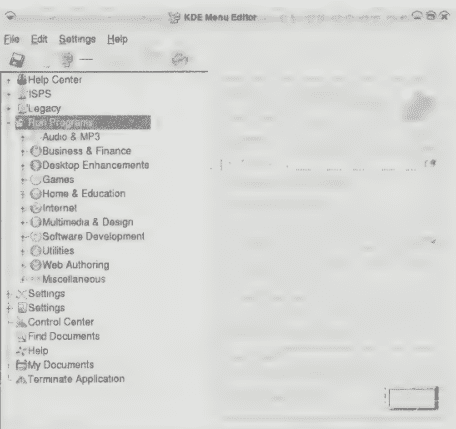 KDE Menu Editor
File Edit Settings Help
Help Center
ISPS
Legacy
Run Programs
Audio & MP3
Business & Finance
Desktop Enhancements
Games
Home & Education
Internet
Multimedia & Design
Software Development
Utilities
Web Authoring
Miscellaneous
Settings
Settings
Control Center
Find Documents
Help
My Documents
Terminate Application